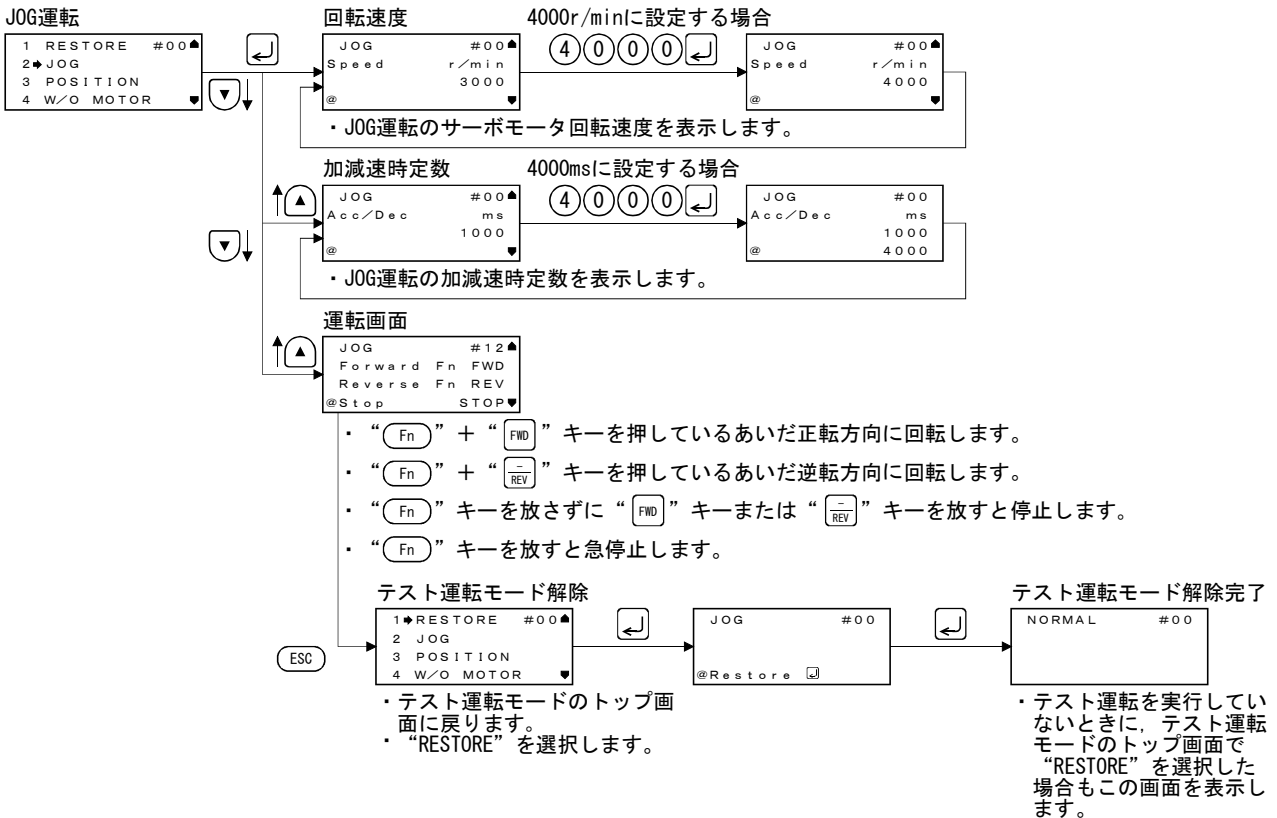 JOG運転
1 RESTORE #00
2 JOG
3 POSITION
4 W/O MOTOR
回転速度
JOG #00
Speed r/min
3000
@
4000r/minに設定する場合
4 0 0 0
JOG #00
Speed r/min
4000
@
・JOG運転のサーボモータ回転速度を表示します。
加減速時定数
JOG #00
Acc/Dec ms
1000
@
4000msに設定する場合
4 0 0 0
JOG #00
Acc/Dec ms
1000
@ 4000
・JOG運転の加減速時定数を表示します。
運転画面
JOG #12
Forward Fn FWD
Reverse Fn REV
@Stop STOP
・ “Fn” + “FWD” キーを押しているあいだ正転方向に回転します。
・ “Fn” + “− REV” キーを押しているあいだ逆転方向に回転します。
・ “Fn” キーを放さずに “FWD” キーまたは “− REV” キーを放すと停止します。
・ “Fn” キーを放すと急停止します。
ESC
テスト運転モード解除
1 RESTORE #00
2 JOG
3 POSITION
4 W/O MOTOR
・テスト運転モードのトップ画
面に戻ります。
・“RESTORE”を選択します。
JOG #00
@Restore
テスト運転モード解除完了
NORMAL #00
・テスト運転を実行してい
ないときに, テスト運転
モードのトップ画面で
“RESTORE”を選択した
場合もこの画面を表示し
ます。